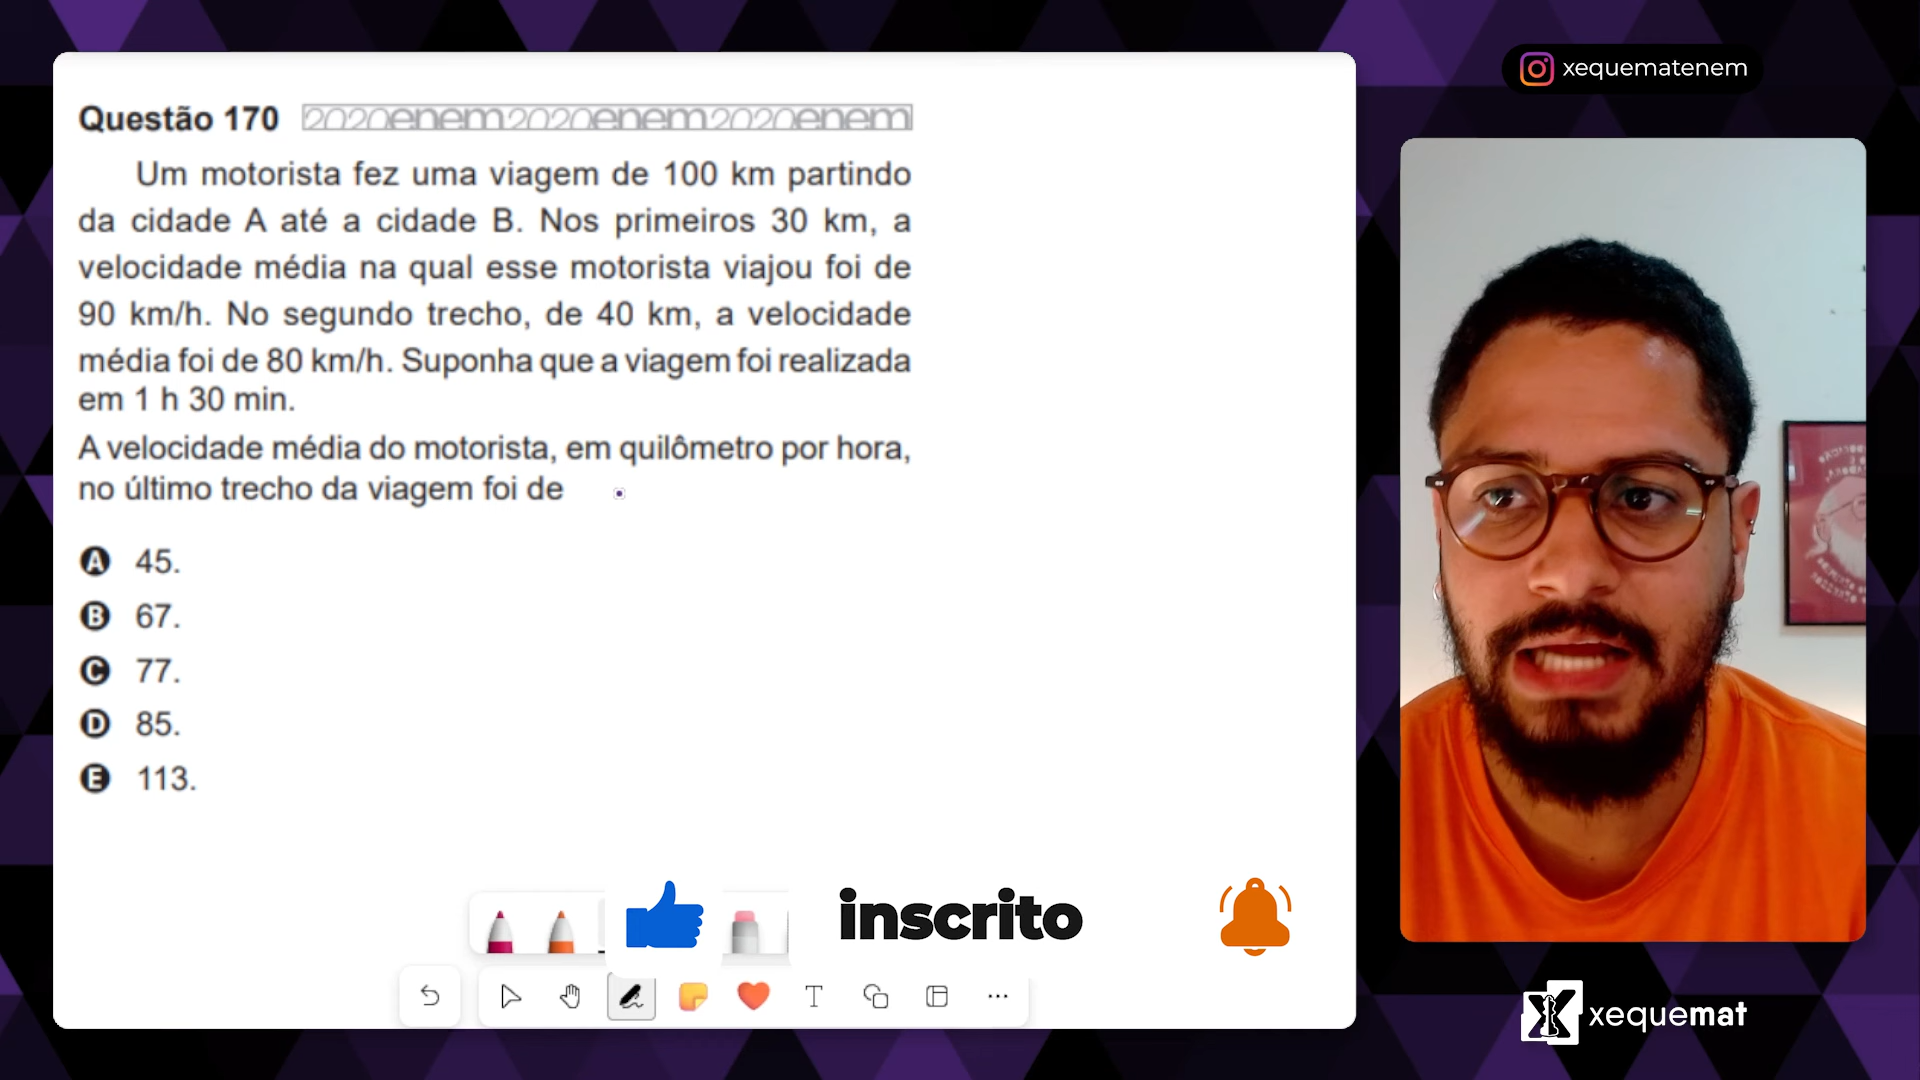 xequematenem
Questão 170 2020enem2020enem2020enem
Um motorista fez uma viagem de 100 km partindo
da cidade A até a cidade B. Nos primeiros 30 km, a
velocidade média na qual esse motorista viajou foi de
90 km/h. No segundo trecho, de 40 km, a velocidade
média foi de 80 km/h. Suponha que a viagem foi realizada
em 1 h 30 min.
A velocidade média do motorista, em quilômetro por hora,
no último trecho da viagem foi de
A 45.
B 67.
C 77.
D 85.
E 113.
inscrito
T
xequemat